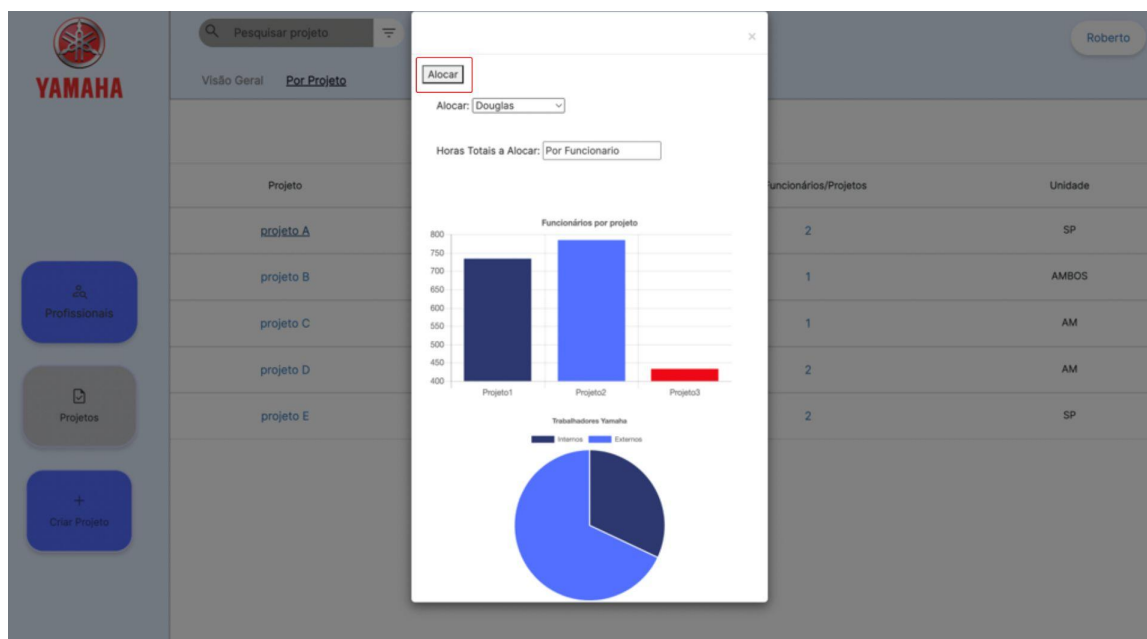 YAMAHA
Pesquisar projeto
Roberto
Visão Geral Por Projeto
×
Alocar
Alocar: Douglas
Horas Totais a Alocar: Por Funcionario
Projeto
Unidade
projeto A 2 SP
projeto B 1 AMBOS
projeto C 1 AM
projeto D 2 AM
projeto E 2 SP
Profissionais
Projetos
+
Criar Projeto
Funcionários por projeto
800
750
700
650
600
550
500
450
400
Projeto1 Projeto2 Projeto3
Trabalhadores Yamaha
Internos Externos